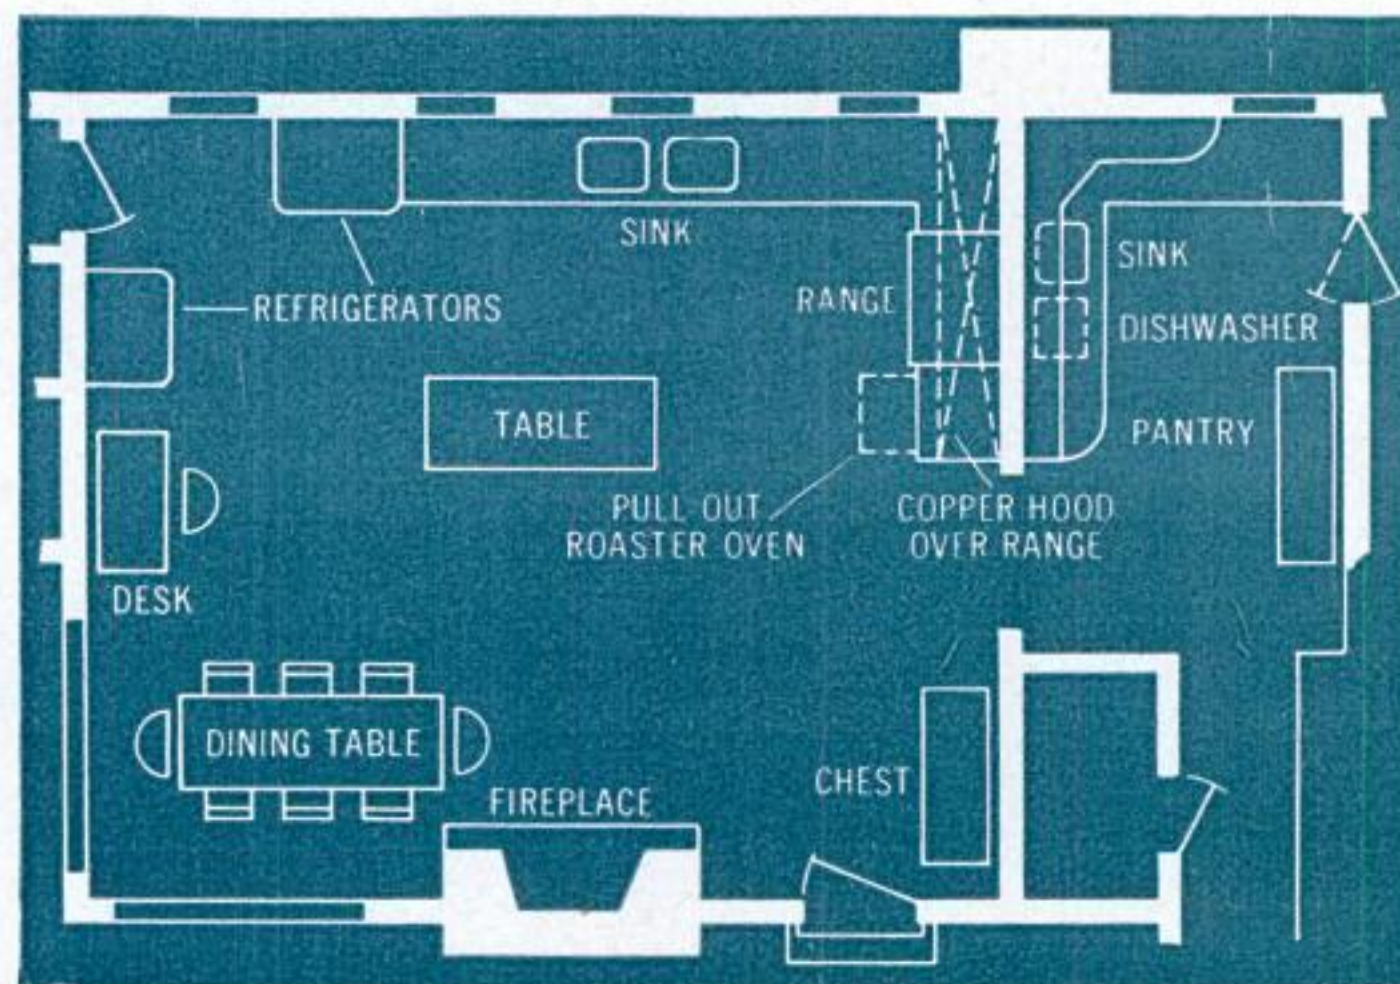 SINK
SINK
REFRIGERATORS
RANGE
DISHWASHER
TABLE
PANTRY
PULL OUT
ROASTER OVEN
COPPER HOOD
OVER RANGE
DESK
DINING TABLE
FIREPLACE
CHEST